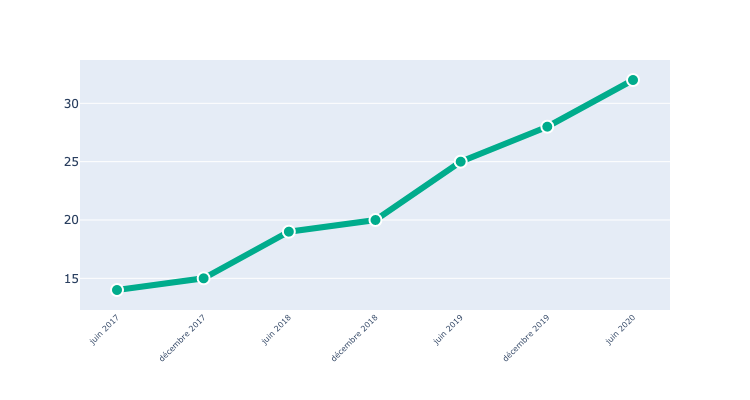 30
25
20
15
juin 2017
décembre 2017
juin 2018
décembre 2018
juin 2019
décembre 2019
juin 2020